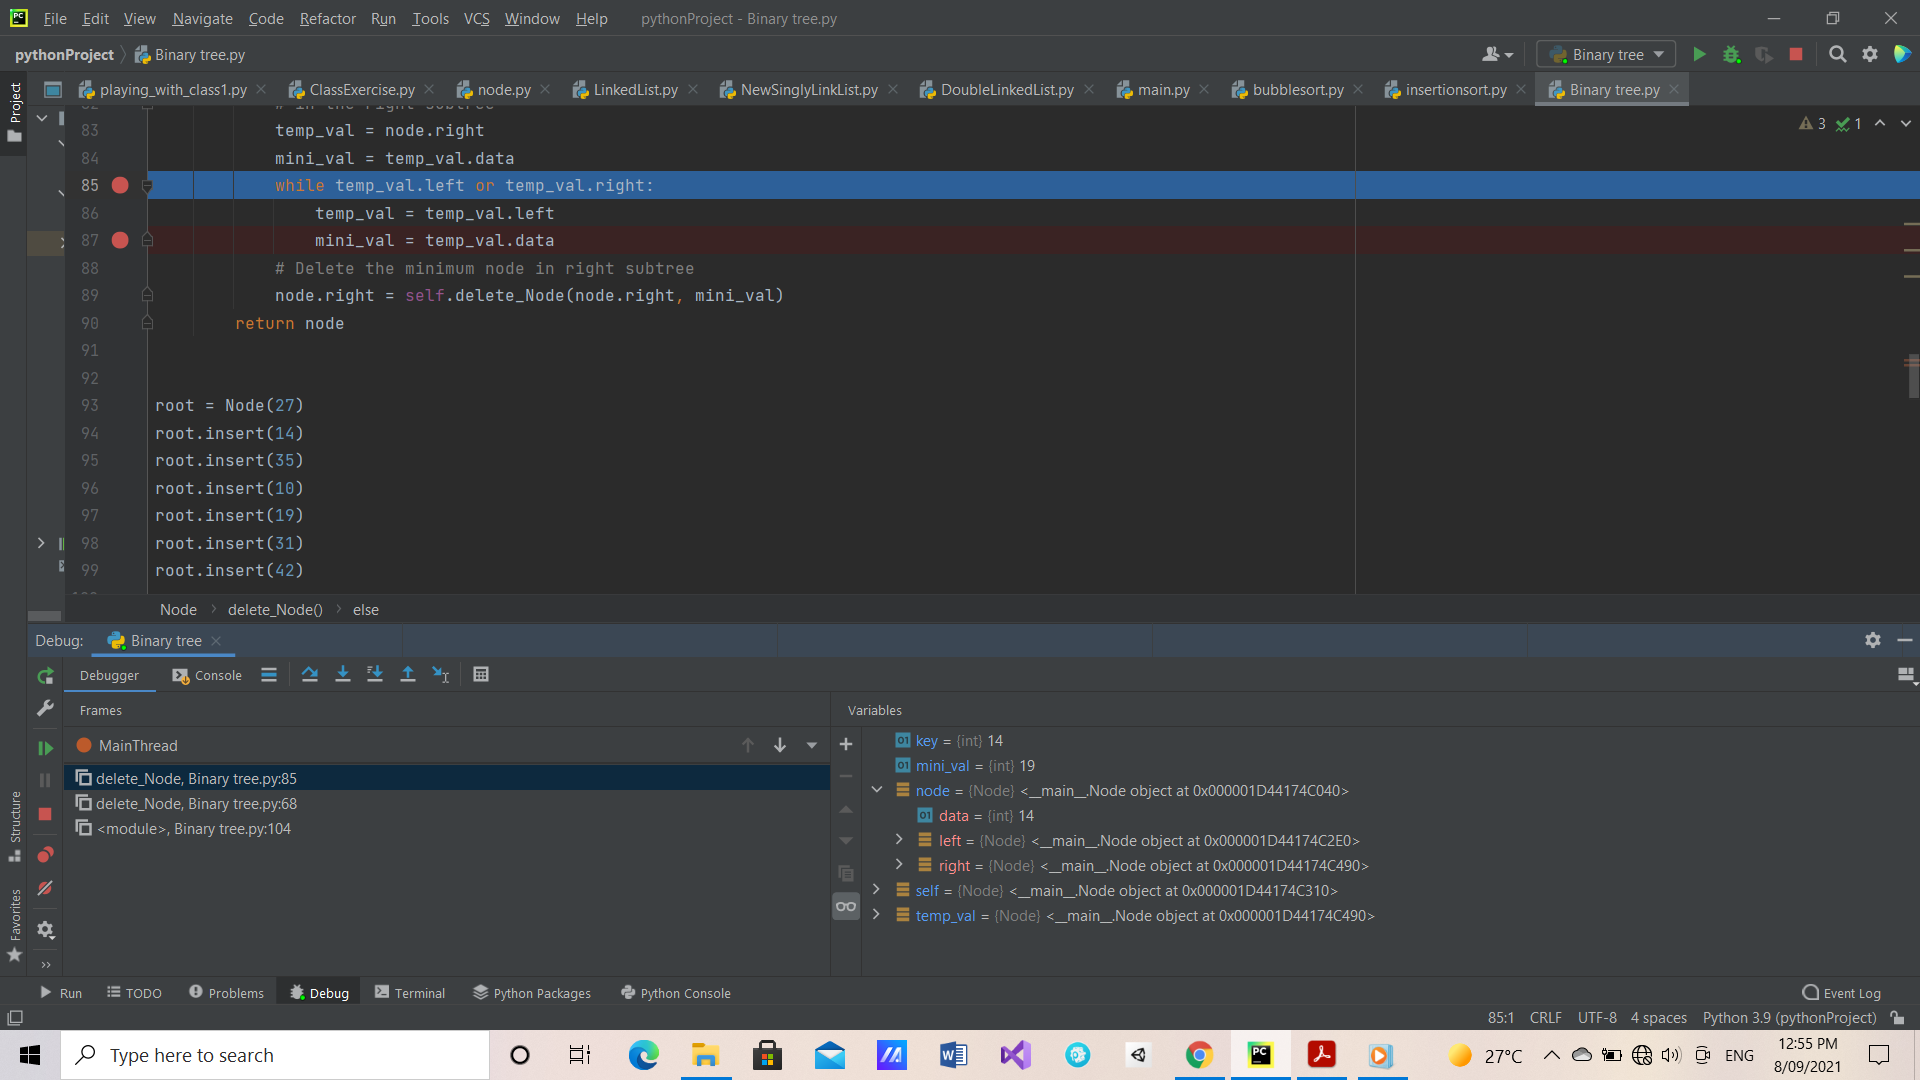 File Edit View Navigate Code Refactor Run Tools VCS Window Help pythonProject - Binary tree.py
pythonProject Binary tree.py Binary tree
playing_with_class1.py ClassExercise.py node.py LinkedList.py NewSinglyLinkList.py DoubleLinkedList.py main.py bubblesort.py insertionsort.py Binary tree.py
Project
# in the right subtree
3 1
83 temp_val = node.right
84 mini_val = temp_val.data
85 while temp_val.left or temp_val.right:
86 temp_val = temp_val.left
87 mini_val = temp_val.data
88 # Delete the minimum node in right subtree
89 node.right = self.delete_Node(node.right, mini_val)
90 return node
91
92
93 root = Node(27)
94 root.insert(14)
95 root.insert(35)
96 root.insert(10)
97 root.insert(19)
98 root.insert(31)
99 root.insert(42)
Node delete_Node() else
Debug: Binary tree
Debugger Console
Frames Variables
MainThread
delete_Node, Binary tree.py:85
delete_Node, Binary tree.py:68
<module>, Binary tree.py:104
key = {int} 14
mini_val = {int} 19
node = {Node} <__main__.Node object at 0x000001D44174C040>
data = {int} 14
left = {Node} <__main__.Node object at 0x000001D44174C2E0>
right = {Node} <__main__.Node object at 0x000001D44174C490>
self = {Node} <__main__.Node object at 0x000001D44174C310>
temp_val = {Node} <__main__.Node object at 0x000001D44174C490>
Structure
Favorites
Run TODO Problems Debug Terminal Python Packages Python Console Event Log
85:1 CRLF UTF-8 4 spaces Python 3.9 (pythonProject)
Type here to search
27°C ENG
12:55 PM
8/09/2021